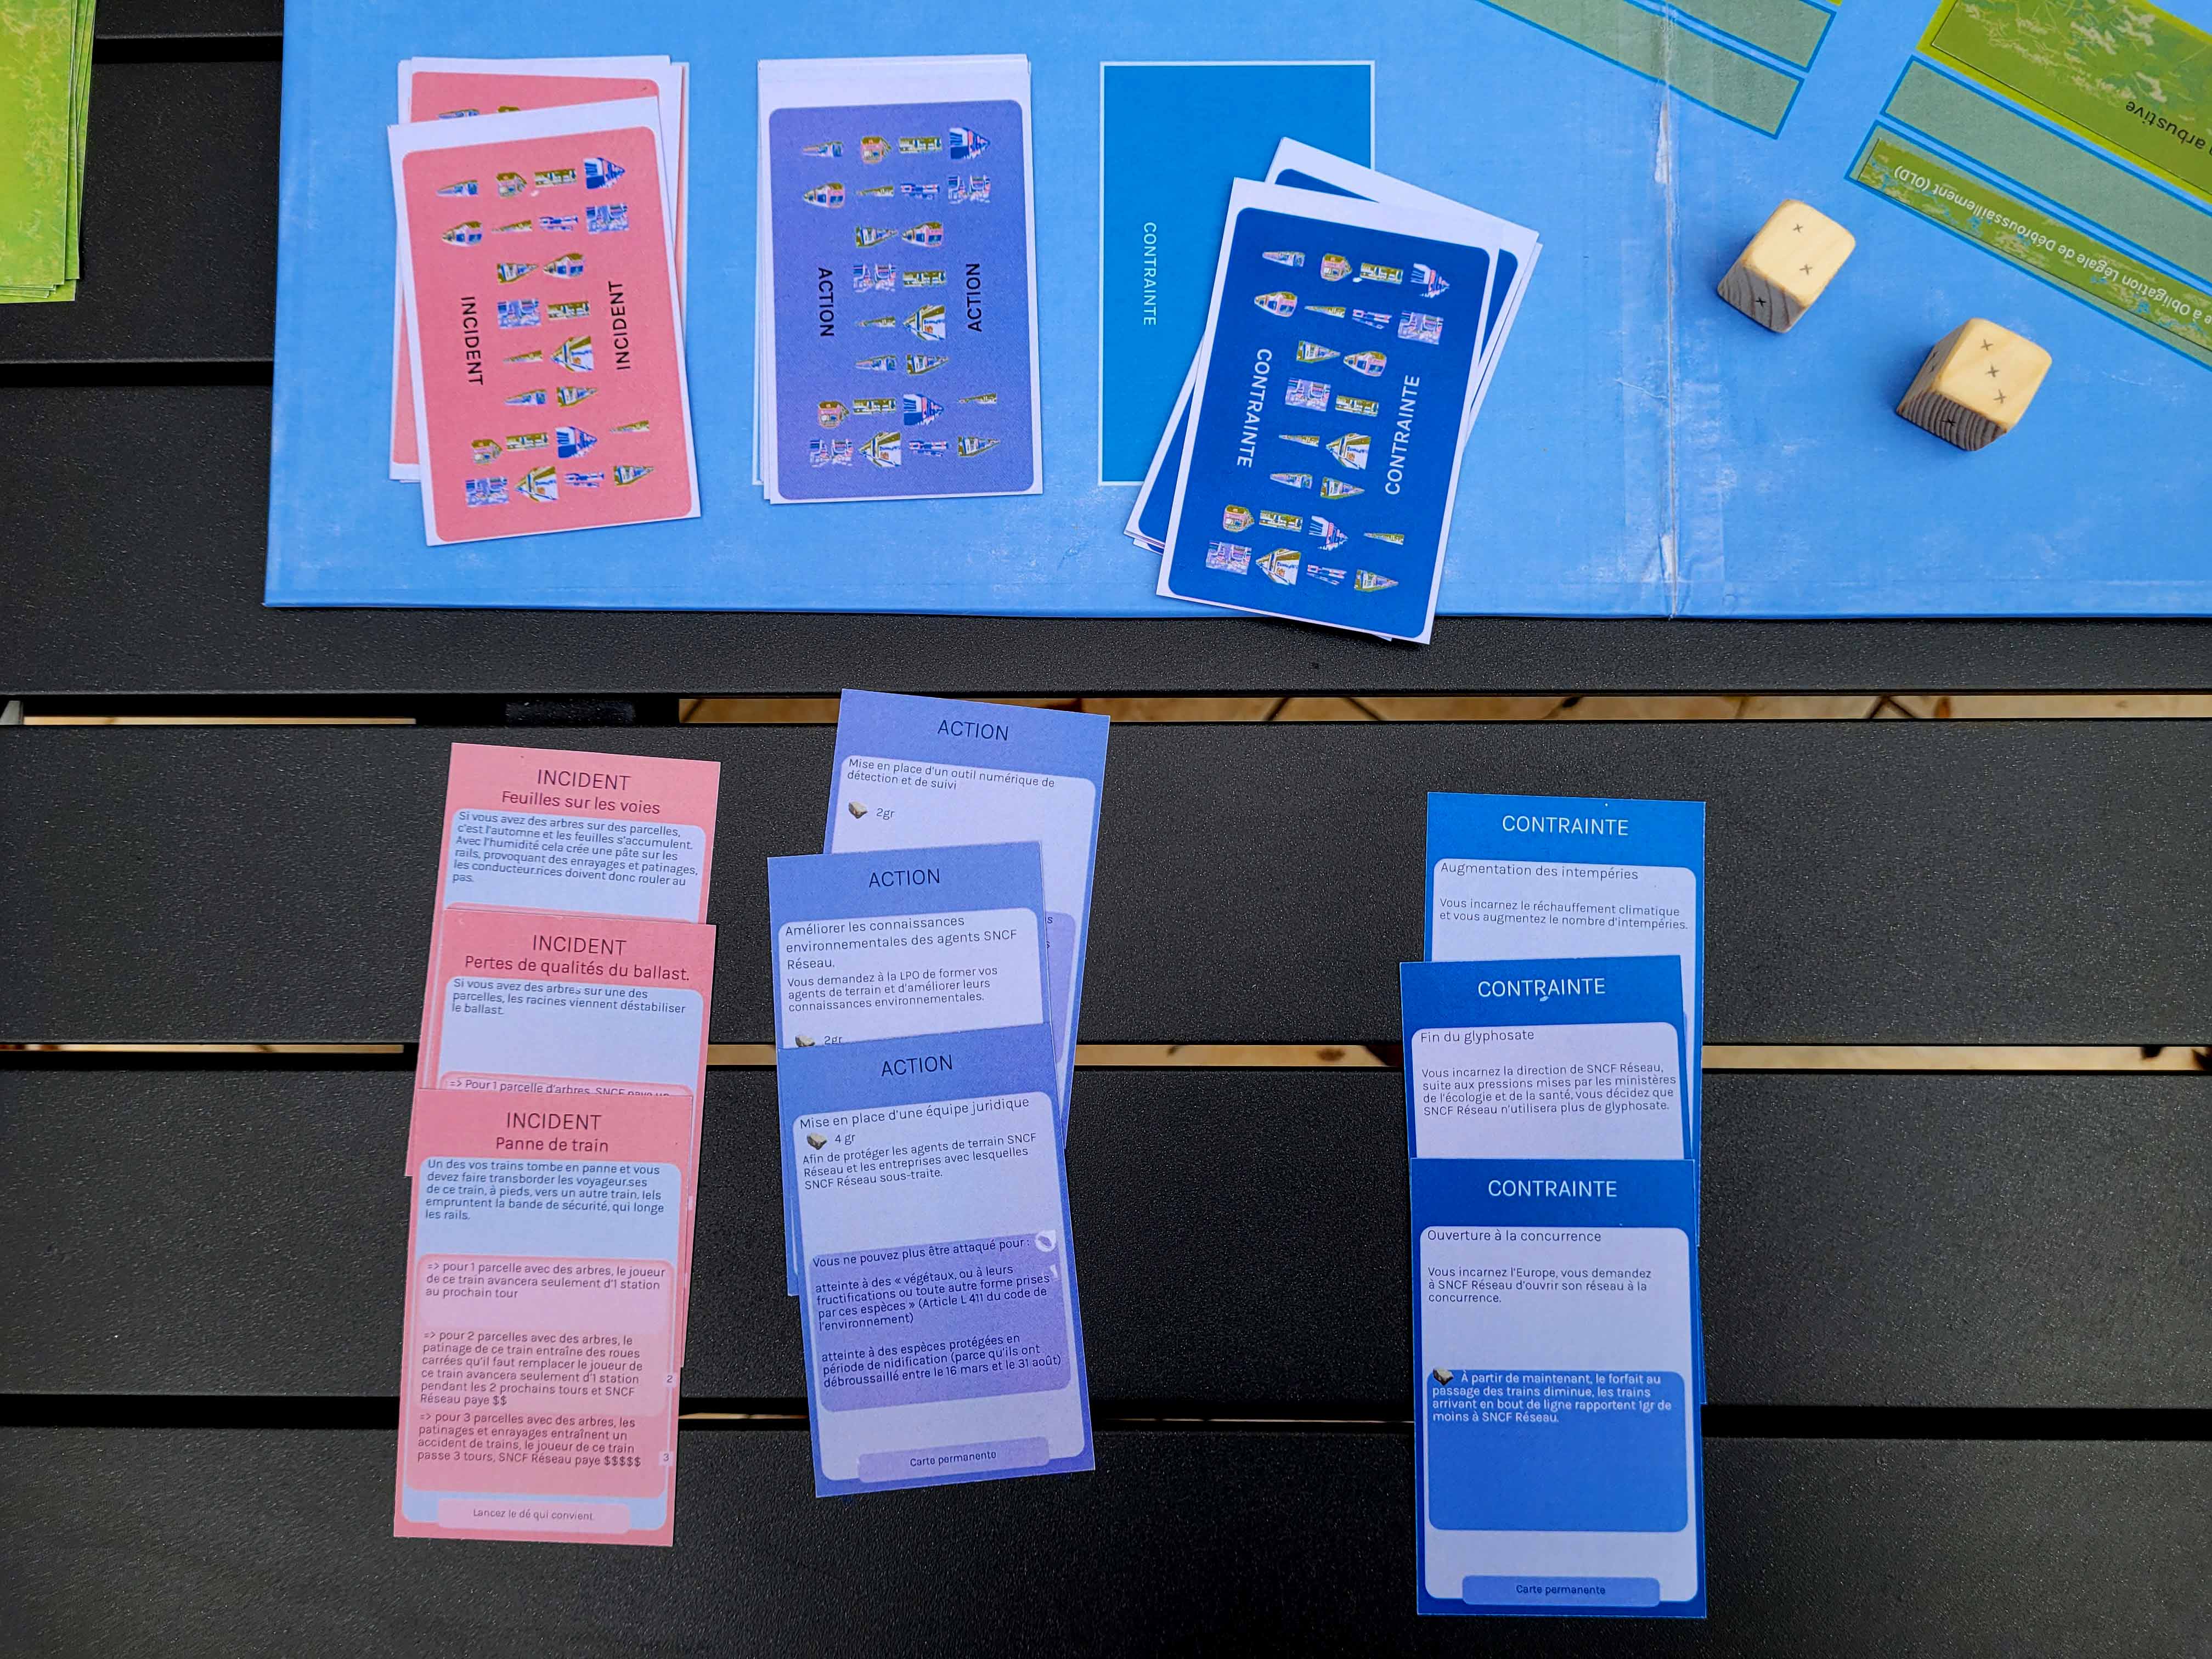 INCIDENT
INCIDENT
ACTION
ACTION
CONTRAINTE
CONTRAINTE
CONTRAINTE
arbustive
à Obligation Légale de Débroussaillement (OLD)
INCIDENT
Feuilles sur les voies
Si vous avez des arbres sur des parcelles,
c'est l'automne et les feuilles s'accumulent.
Avec l'humidité cela crée une pâte sur les
rails, provoquant des enrayages et patinages,
les conducteur.rices doivent donc rouler au
pas.
INCIDENT
Pertes de qualités du ballast.
Si vous avez des arbres sur une des
parcelles, les racines viennent déstabiliser
le ballast.
=> Pour 1 parcelle d'arbres, SNCF paye un
INCIDENT
Panne de train
Un des vos trains tombe en panne et vous
devez faire transborder les voyageur.ses
de ce train, à pieds, vers un autre train. Iels
empruntent la bande de sécurité, qui longe
les rails.
=> pour 1 parcelle avec des arbres, le joueur
de ce train avancera seulement d'1 station
au prochain tour
=> pour 2 parcelles avec des arbres, le
patinage de ce train entraîne des roues
carrées qu'il faut remplacer le joueur de
ce train avancera seulement d'1 station
pendant les 2 prochains tours et SNCF
Réseau paye $$
2
=> pour 3 parcelles avec des arbres, les
patinages et enrayages entraînent un
accident de trains, le joueur de ce train
passe 3 tours, SNCF Réseau paye $$$$$
3
Lancez le dé qui convient.
ACTION
Mise en place d'un outil numérique de
détection et de suivi
2gr
ACTION
Améliorer les connaissances
environnementales des agents SNCF
Réseau.
Vous demandez à la LPO de former vos
agents de terrain et d'améliorer leurs
connaissances environnementales.
2gr
ACTION
Mise en place d'une équipe juridique
4 gr
Afin de protéger les agents de terrain SNCF
Réseau et les entreprises avec lesquelles
SNCF Réseau sous-traite.
Vous ne pouvez plus être attaqué pour :
atteinte à des « végétaux, ou à leurs
fructifications ou toute autre forme prises
par ces espèces » (Article L 411 du code de
l'environnement)
atteinte à des espèces protégées en
période de nidification (parce qu'ils ont
débroussaillé entre le 16 mars et le 31 août)
Carte permanente
CONTRAINTE
Augmentation des intempéries
Vous incarnez le réchauffement climatique
et vous augmentez le nombre d'intempéries.
CONTRAINTE
Fin du glyphosate
Vous incarnez la direction de SNCF Réseau,
suite aux pressions mises par les ministères
de l'écologie et de la santé, vous décidez que
SNCF Réseau n'utilisera plus de glyphosate.
CONTRAINTE
Ouverture à la concurrence
Vous incarnez l'Europe, vous demandez
à SNCF Réseau d'ouvrir son réseau à la
concurrence.
À partir de maintenant, le forfait au
passage des trains diminue, les trains
arrivant en bout de ligne rapportent 1gr de
moins à SNCF Réseau.
Carte permanente